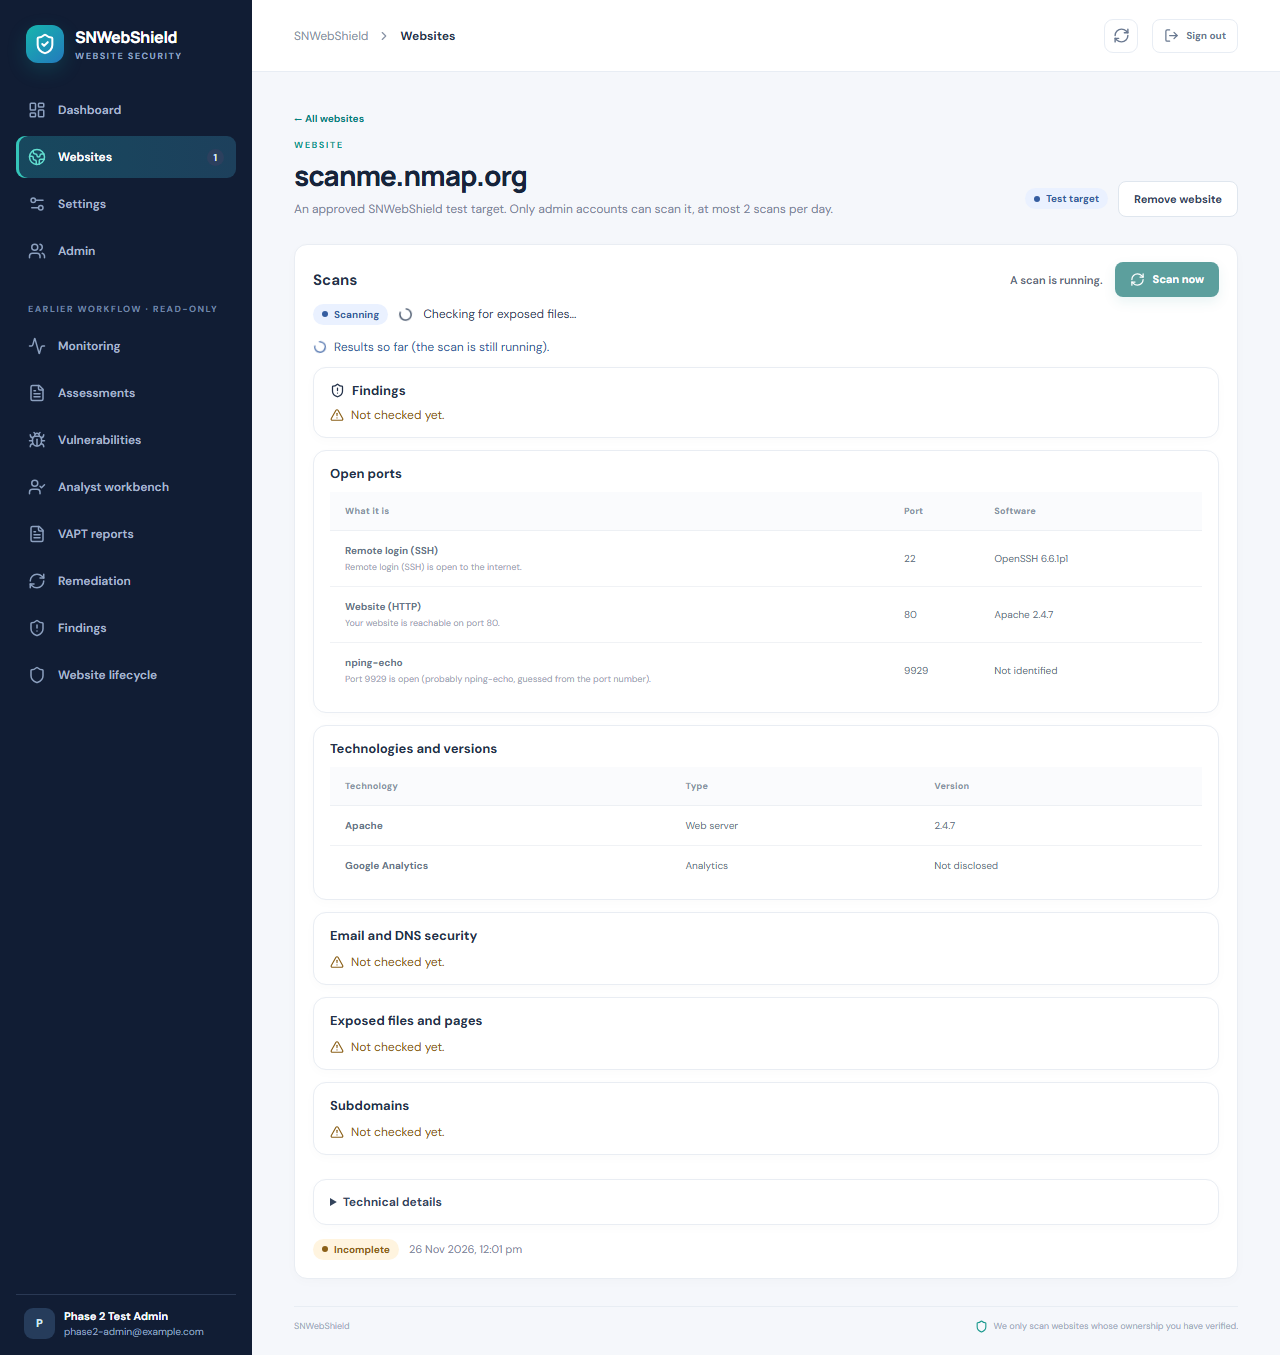 SNWebShield
WEBSITE SECURITY
Dashboard
Websites 1
Settings
Admin
EARLIER WORKFLOW · READ-ONLY
Monitoring
Assessments
Vulnerabilities
Analyst workbench
VAPT reports
Remediation
Findings
Website lifecycle
P
Phase 2 Test Admin
phase2-admin@example.com
SNWebShield > Websites
Sign out
← All websites
WEBSITE
scanme.nmap.org
An approved SNWebShield test target. Only admin accounts can scan it, at most 2 scans per day.
Test target
Remove website
Scans
A scan is running.
Scan now
Scanning
Checking for exposed files…
Results so far (the scan is still running).
Findings
Not checked yet.
Open ports
What it is Port Software
Remote login (SSH)
Remote login (SSH) is open to the internet.
22 OpenSSH 6.6.1p1
Website (HTTP)
Your website is reachable on port 80.
80 Apache 2.4.7
nping-echo
Port 9929 is open (probably nping-echo, guessed from the port number).
9929 Not identified
Technologies and versions
Technology Type Version
Apache Web server 2.4.7
Google Analytics Analytics Not disclosed
Email and DNS security
Not checked yet.
Exposed files and pages
Not checked yet.
Subdomains
Not checked yet.
Technical details
Incomplete 26 Nov 2026, 12:01 pm
SNWebShield
We only scan websites whose ownership you have verified.